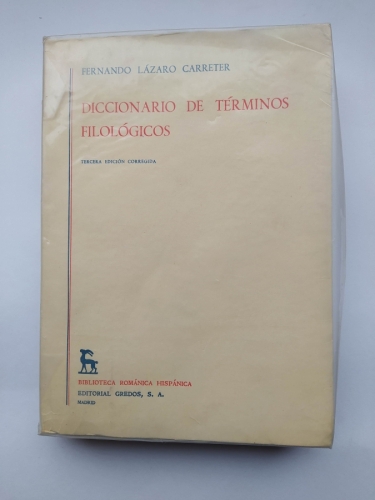 FERNANDO LÁZARO CARRETER
DICCIONARIO DE TÉRMINOS
FILOLÓGICOS
TERCERA EDICIÓN CORREGIDA
BIBLIOTECA ROMÁNICA HISPÁNICA
EDITORIAL GREDOS, S. A.
MADRID